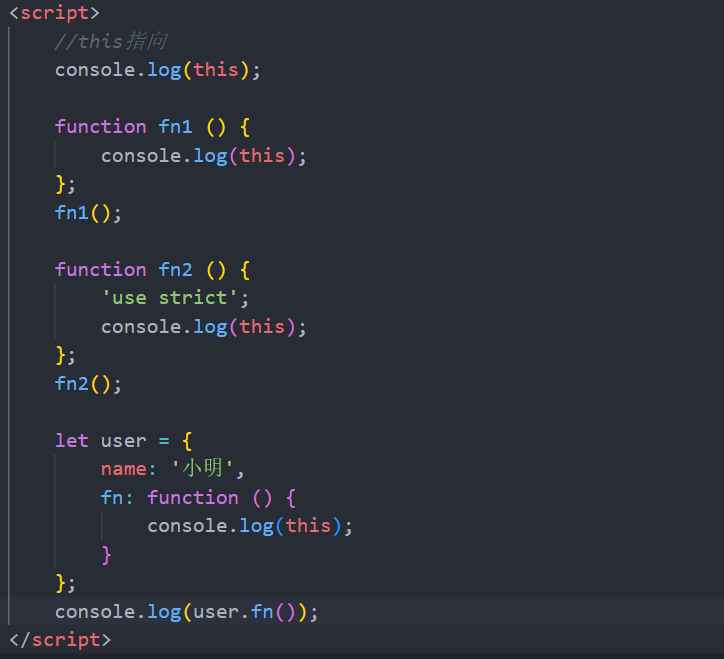 <script>
//this指向
console.log(this);
function fn1 () {
console.log(this);
};
fn1();
function fn2 () {
'use strict';
console.log(this);
};
fn2();
let user = {
name: '小明',
fn: function () {
console.log(this);
}
};
console.log(user.fn());
</script>